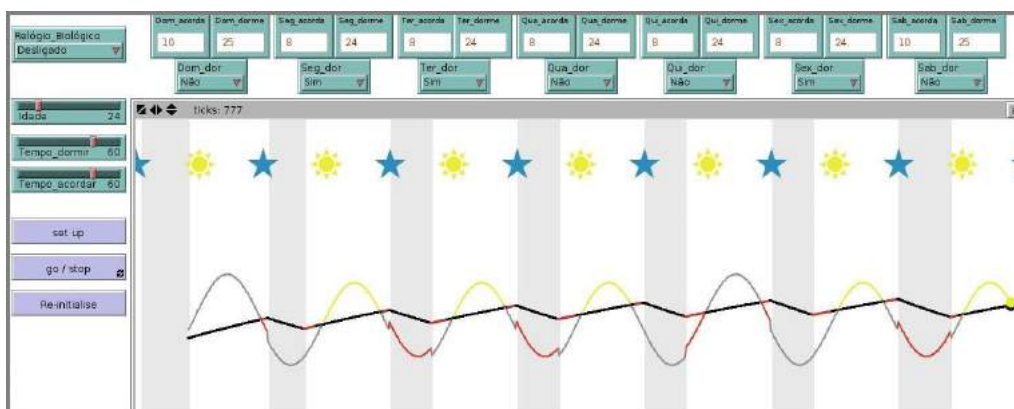 Dom_acorda Dom_dorme Seg_acorda Seg_dorme Ter_acorda Ter_dorme Qua_acorda Qua_dorme Qui_acorda Qui_dorme Sex_acorda Sex_dorme Sab_acorda Sab_dorme
10 25 8 24 8 24 8 24 8 24 8 24 10 25
Relógio_Biológico
Desligado
Dom_dor Seg_dor Ter_dor Qua_dor Qui_dor Sex_dor Sab_dor
Não Sim Sim Não Não Sim Não
Idade 24
ticks: 777
Tempo_dormir 60
Tempo_acordar 60
set up
go / stop
Re-initialise